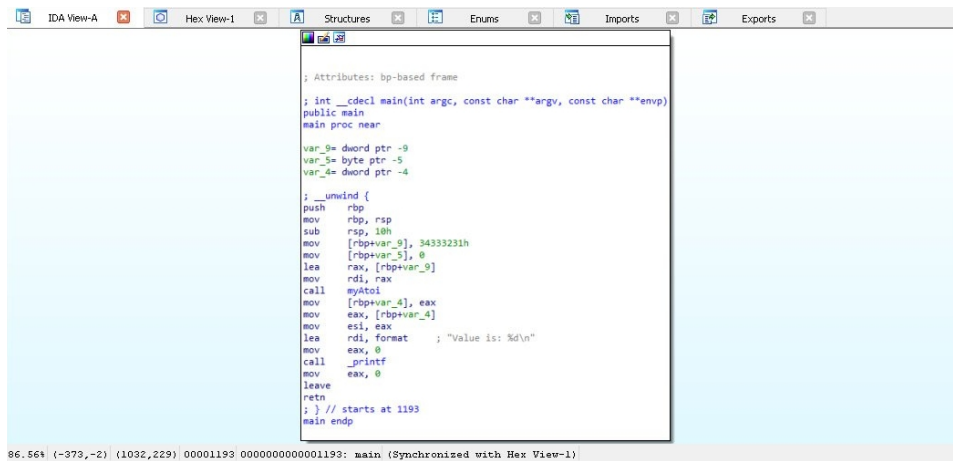 IDA View-A Hex View-1 Structures Enums Imports Exports
; Attributes: bp-based frame
; int __cdecl main(int argc, const char **argv, const char **envp)
public main
main proc near
var_9= dword ptr -9
var_5= byte ptr -5
var_4= dword ptr -4
; __unwind {
push rbp
mov rbp, rsp
sub rsp, 10h
mov [rbp+var_9], 34333231h
mov [rbp+var_5], 0
lea rax, [rbp+var_9]
mov rdi, rax
call myAtoi
mov [rbp+var_4], eax
mov eax, [rbp+var_4]
mov esi, eax
lea rdi, format ; "Value is: %d\n"
mov eax, 0
call _printf
mov eax, 0
leave
retn
; } // starts at 1193
main endp
86.56% (-373,-2) (1032,229) 00001193 0000000000001193: main (Synchronized with Hex View-1)